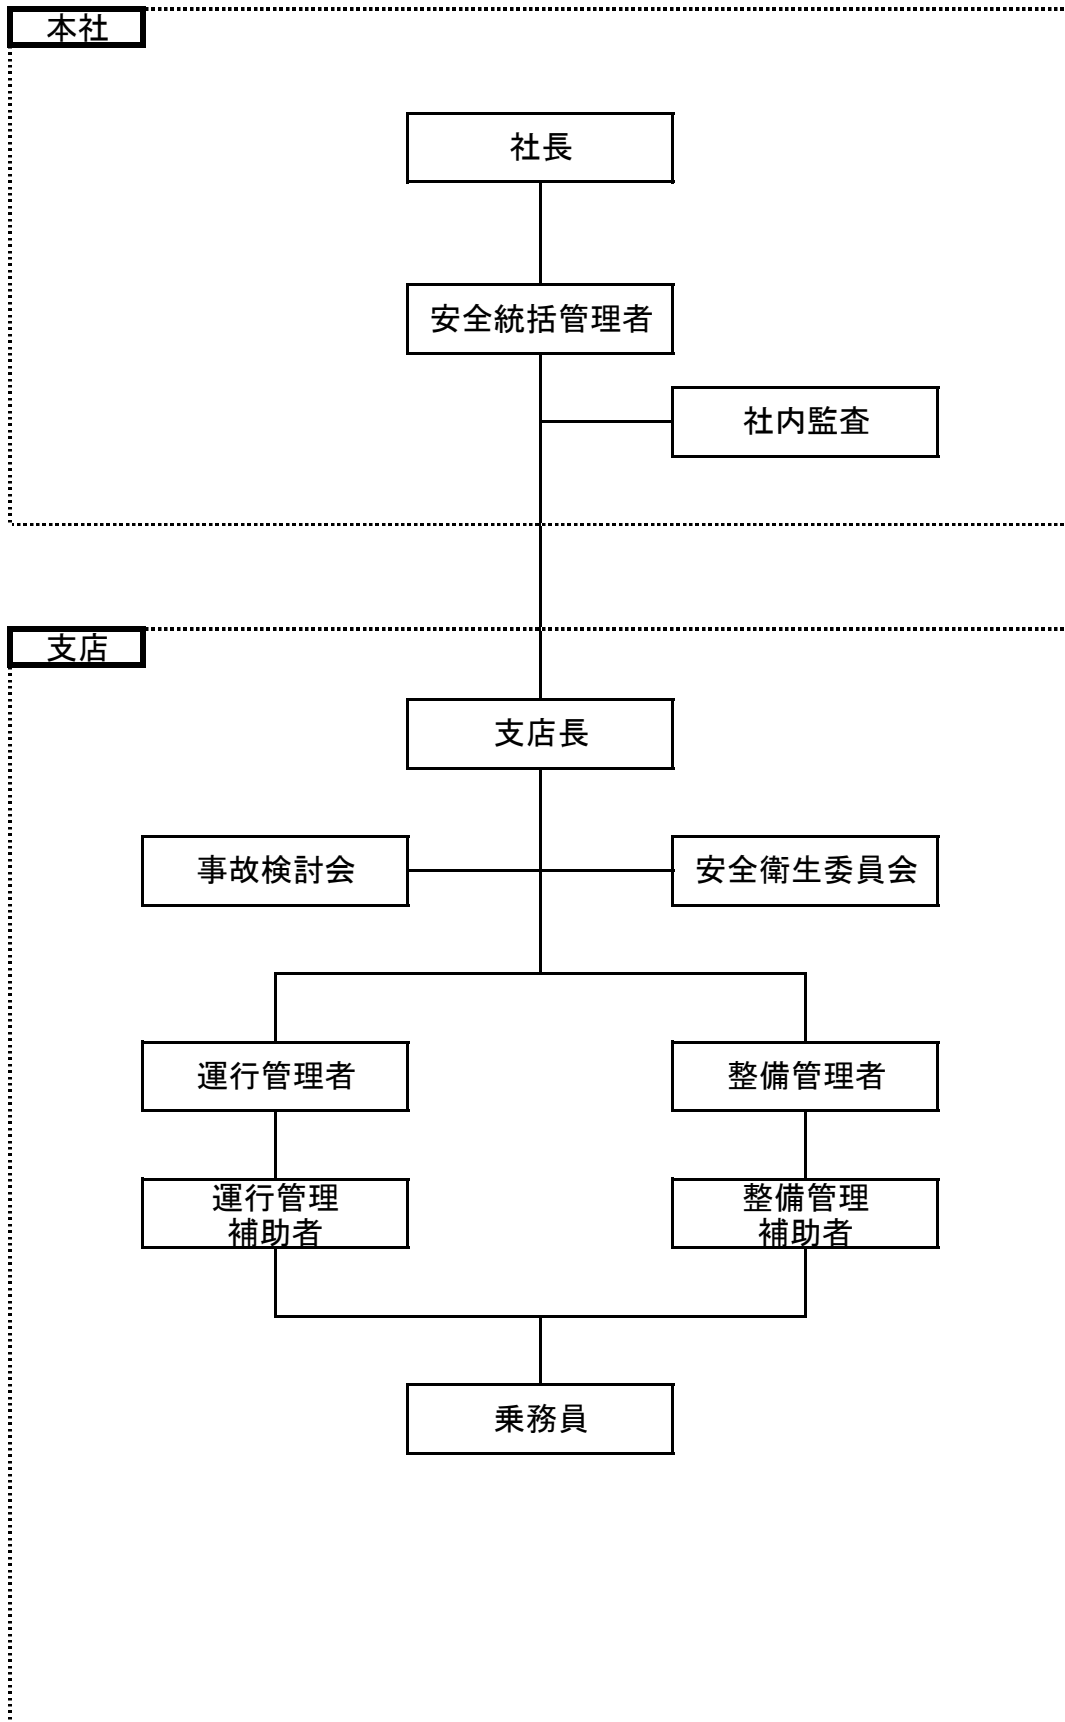 本社
社長
安全統括管理者
社内監査
支店
支店長
事故検討会
安全衛生委員会
運行管理者
整備管理者
運行管理
補助者
整備管理
補助者
乗務員